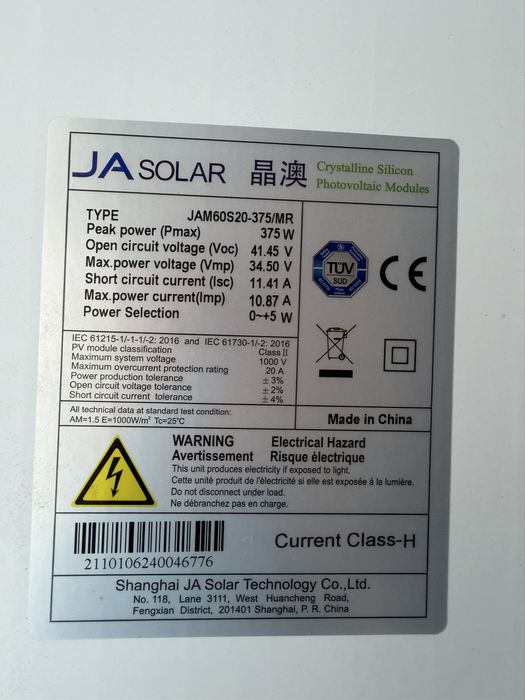 JA SOLAR 晶澳 Crystalline Silicon
Photovoltaic Modules
TYPE JAM60S20-375/MR
Peak power (Pmax) 375 W
Open circuit voltage (Voc) 41.45 V
Max.power voltage (Vmp) 34.50 V
Short circuit current (Isc) 11.41 A
Max.power current(Imp) 10.87 A
Power Selection 0~+5 W
TÜV
SÜD
CE
IEC 61215-1/-1-1/-2: 2016 and IEC 61730-1/-2: 2016
PV module classification Class II
Maximum system voltage 1000 V
Maximum overcurrent protection rating 20 A
Power production tolerance ±3%
Open circuit voltage tolerance ±2%
Short circuit current tolerance ±4%
All technical data at standard test condition:
AM=1.5 E=1000W/m² Tc=25°C
Made in China
WARNING Electrical Hazard
Avertissement Risque électrique
This unit produces electricity if exposed to light.
Cette unité produit de l'électricité si elle est exposée à la lumière.
Do not disconnect under load.
Ne débranchez pas en charge.
2110106240046776
Current Class-H
Shanghai JA Solar Technology Co.,Ltd.
No. 118, Lane 3111, West Huancheng Road,
Fengxian District, 201401 Shanghai, P. R. China